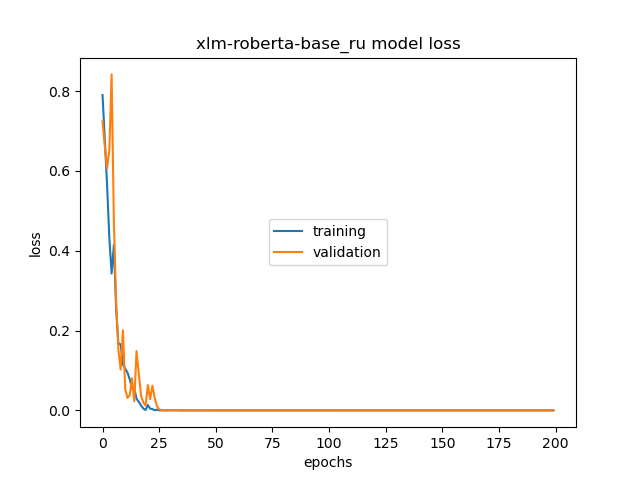 xlm-roberta-base_ru model loss
loss
0.8
0.6
0.4
0.2
0.0
training
validation
0 25 50 75 100 125 150 175 200
epochs